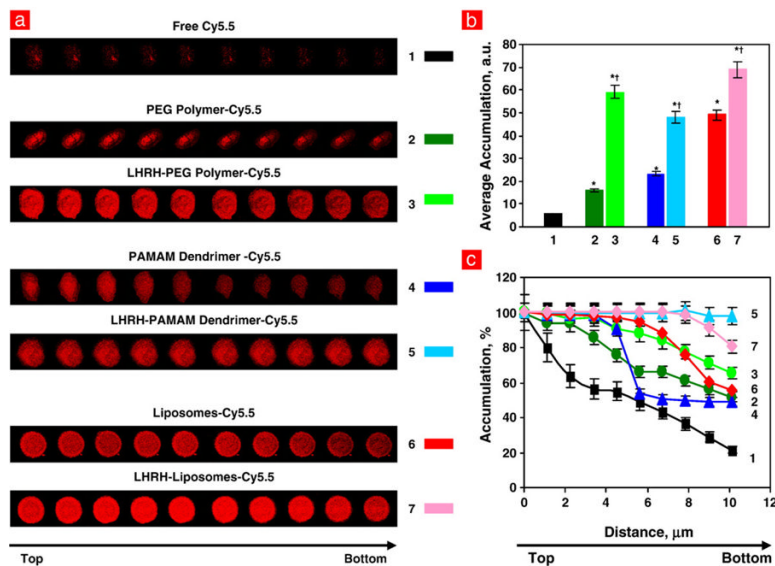 a
Free Cy5.5
1
PEG Polymer-Cy5.5
2
LHRH-PEG Polymer-Cy5.5
3
PAMAM Dendrimer -Cy5.5
4
LHRH-PAMAM Dendrimer-Cy5.5
5
Liposomes-Cy5.5
6
LHRH-Liposomes-Cy5.5
7
Top Bottom
b
Average Accumulation, a.u.
80
70
60
50
40
30
20
10
0
*
*†
*
*†
*
*†
1 2 3 4 5 6 7
c
Accumulation, %
120
100
80
60
40
20
0
5
7
3
6
2
4
1
0 2 4 6 8 10 12
Distance, μm
Top Bottom